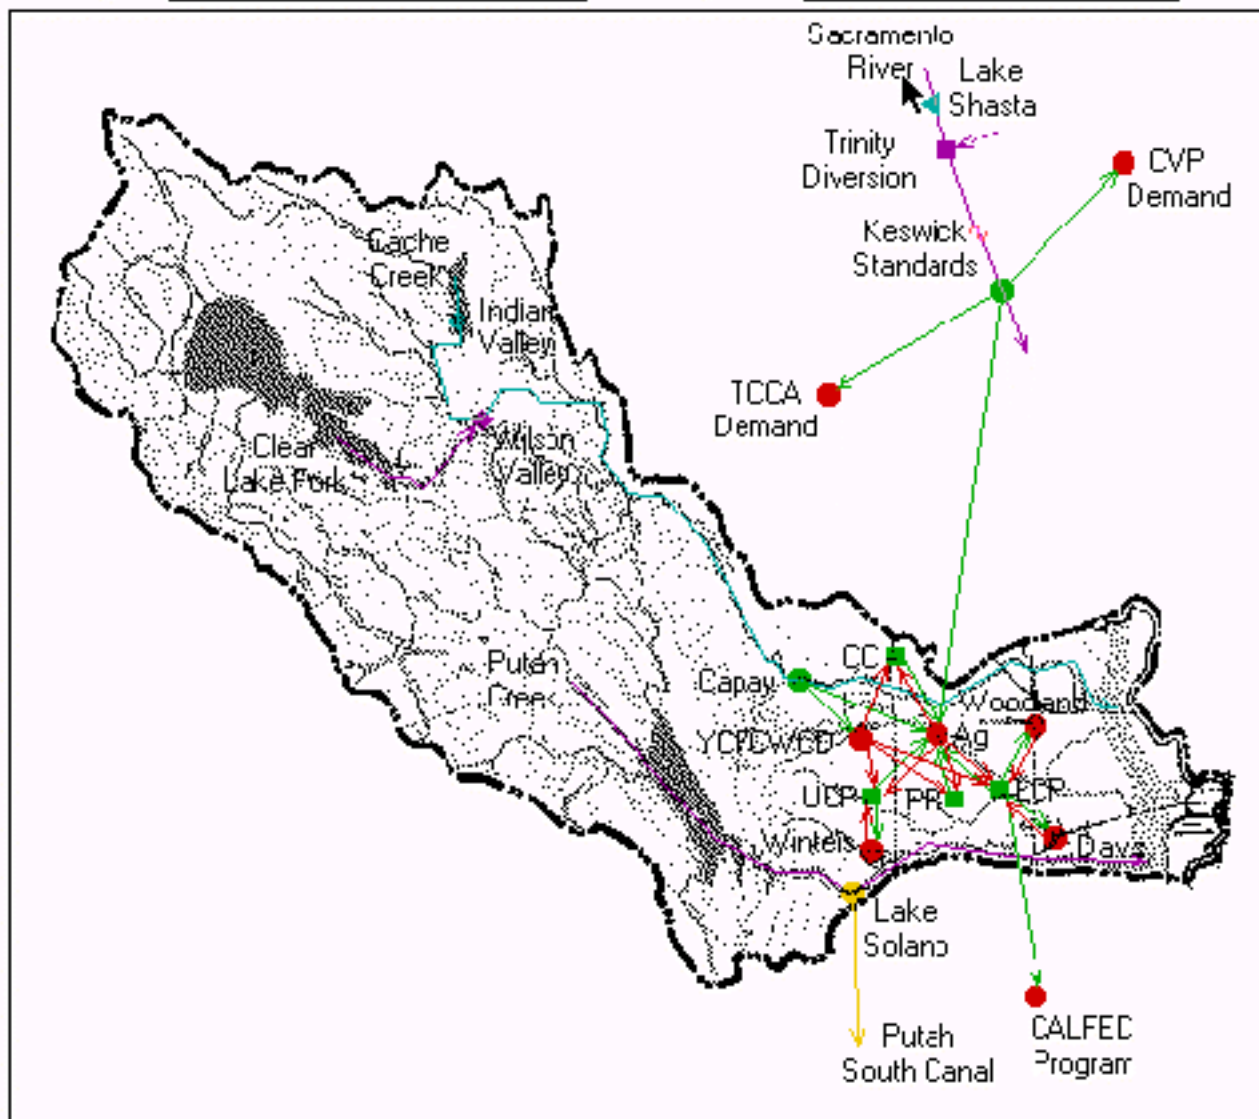 Sacramento
River
Lake
Shasta
Trinity
Diversion
CVP
Demand
Keswick
Standards
Cache
Creek
Indian
Valley
TCCA
Demand
Clear
Lake Fork
Wilson
Valley
Putah
Creek
CC
Capay
Woodland
YCFCWCD
Ag
UCP
PR
LCP
Winters
Davis
Lake
Solano
Putah
South Canal
CALFED
Program